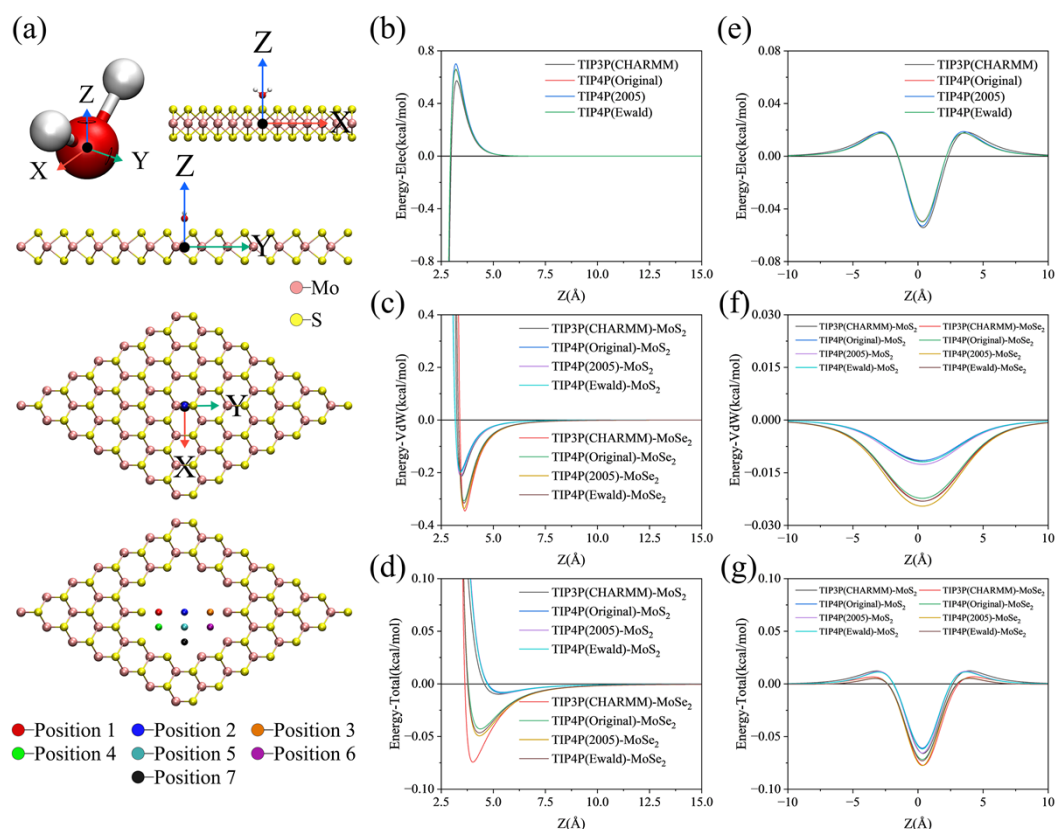 (a)
Z
X
Y
Z
X
Z
Y
Mo
S
Y
X
Position 1
Position 2
Position 3
Position 4
Position 5
Position 6
Position 7
(b)
Energy-Elec(kcal/mol)
0.8
0.4
0.0
−0.4
−0.8
TIP3P(CHARMM)
TIP4P(Original)
TIP4P(2005)
TIP4P(Ewald)
2.5 5.0 7.5 10.0 12.5 15.0
Z(Å)
(c)
Energy-VdW(kcal/mol)
0.4
0.2
0.0
−0.2
−0.4
TIP3P(CHARMM)-MoS₂
TIP4P(Original)-MoS₂
TIP4P(2005)-MoS₂
TIP4P(Ewald)-MoS₂
TIP3P(CHARMM)-MoSe₂
TIP4P(Original)-MoSe₂
TIP4P(2005)-MoSe₂
TIP4P(Ewald)-MoSe₂
2.5 5.0 7.5 10.0 12.5 15.0
Z(Å)
(d)
Energy-Total(kcal/mol)
0.10
0.05
0.00
−0.05
−0.10
TIP3P(CHARMM)-MoS₂
TIP4P(Original)-MoS₂
TIP4P(2005)-MoS₂
TIP4P(Ewald)-MoS₂
TIP3P(CHARMM)-MoSe₂
TIP4P(Original)-MoSe₂
TIP4P(2005)-MoSe₂
TIP4P(Ewald)-MoSe₂
2.5 5.0 7.5 10.0 12.5 15.0
Z(Å)
(e)
Energy-Elec(kcal/mol)
0.08
0.04
0.00
−0.04
−0.08
TIP3P(CHARMM)
TIP4P(Original)
TIP4P(2005)
TIP4P(Ewald)
−10 −5 0 5 10
Z(Å)
(f)
Energy-VdW(kcal/mol)
0.030
0.015
0.000
−0.015
−0.030
TIP3P(CHARMM)-MoS₂ TIP3P(CHARMM)-MoSe₂
TIP4P(Original)-MoS₂ TIP4P(Original)-MoSe₂
TIP4P(2005)-MoS₂ TIP4P(2005)-MoSe₂
TIP4P(Ewald)-MoS₂ TIP4P(Ewald)-MoSe₂
−10 −5 0 5 10
Z(Å)
(g)
Energy-Total(kcal/mol)
0.10
0.05
0.00
−0.05
−0.10
TIP3P(CHARMM)-MoS₂ TIP3P(CHARMM)-MoSe₂
TIP4P(Original)-MoS₂ TIP4P(Original)-MoSe₂
TIP4P(2005)-MoS₂ TIP4P(2005)-MoSe₂
TIP4P(Ewald)-MoS₂ TIP4P(Ewald)-MoSe₂
−10 −5 0 5 10
Z(Å)